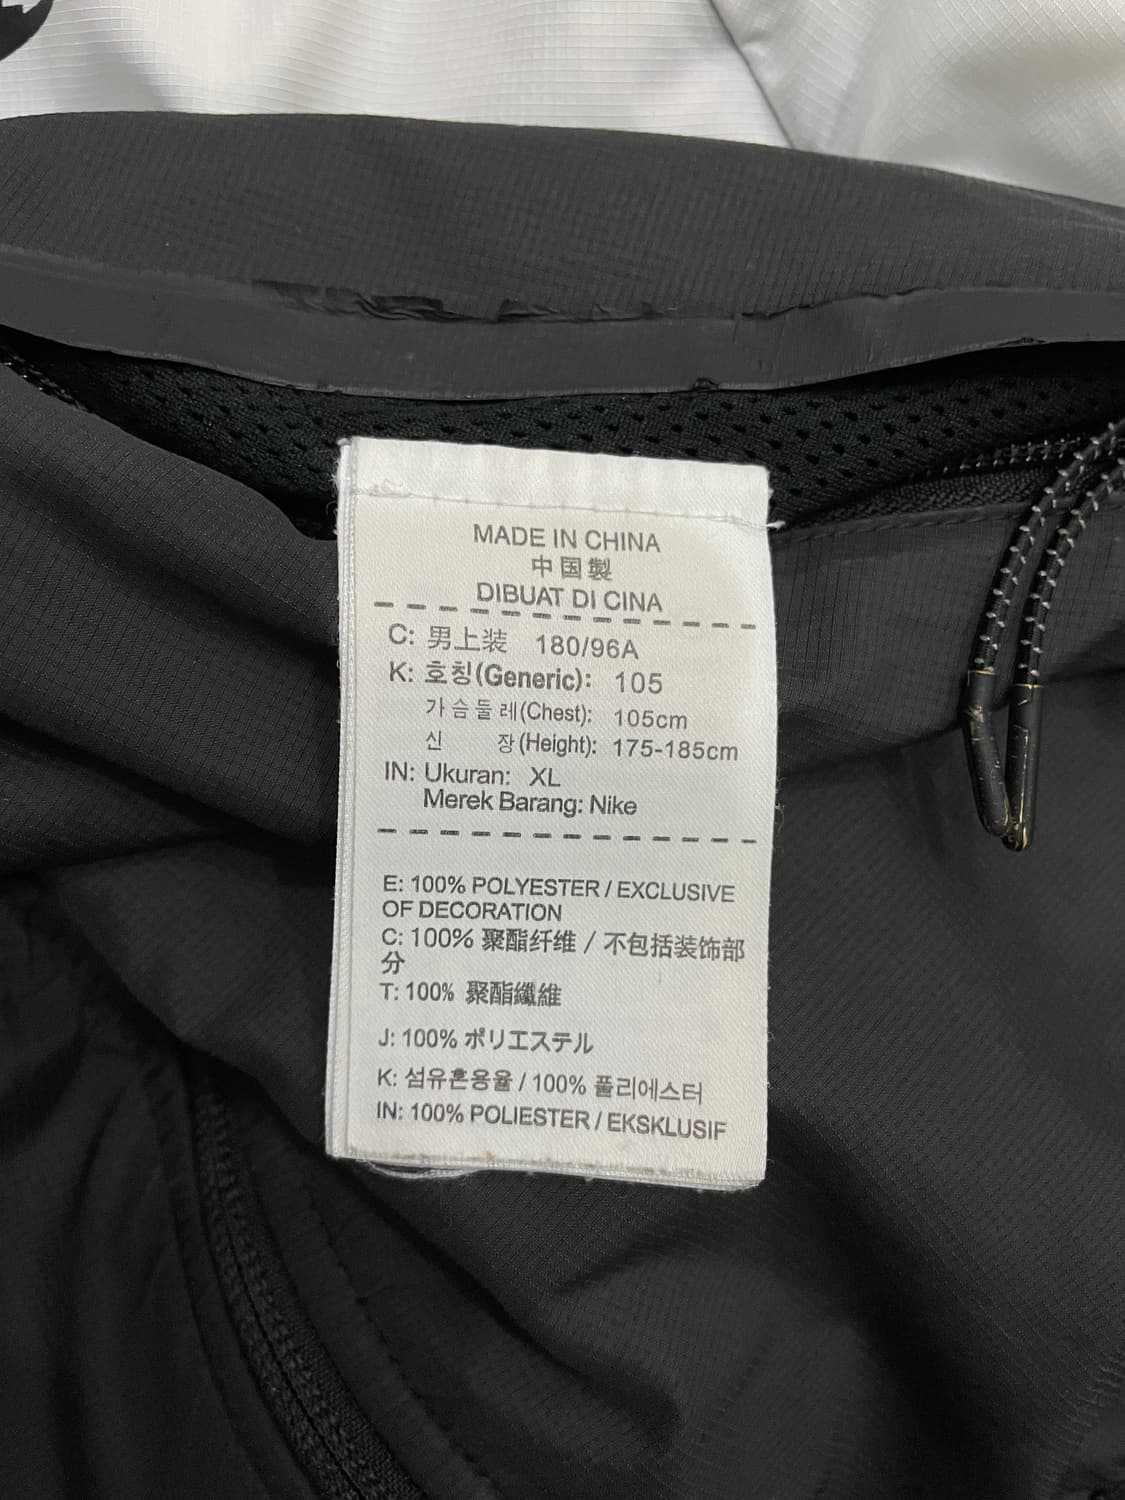 MADE IN CHINA
中国製
DIBUAT DI CINA
C: 男上装 180/96A
K: 호칭(Generic): 105
가슴둘레(Chest): 105cm
신 장(Height): 175-185cm
IN: Ukuran: XL
Merek Barang: Nike
E: 100% POLYESTER / EXCLUSIVE
OF DECORATION
C: 100% 聚酯纤维 / 不包括装饰部
分
T: 100% 聚酯纖維
J: 100% ポリエステル
K: 섬유혼용율 / 100% 폴리에스터
IN: 100% POLIESTER / EKSKLUSIF